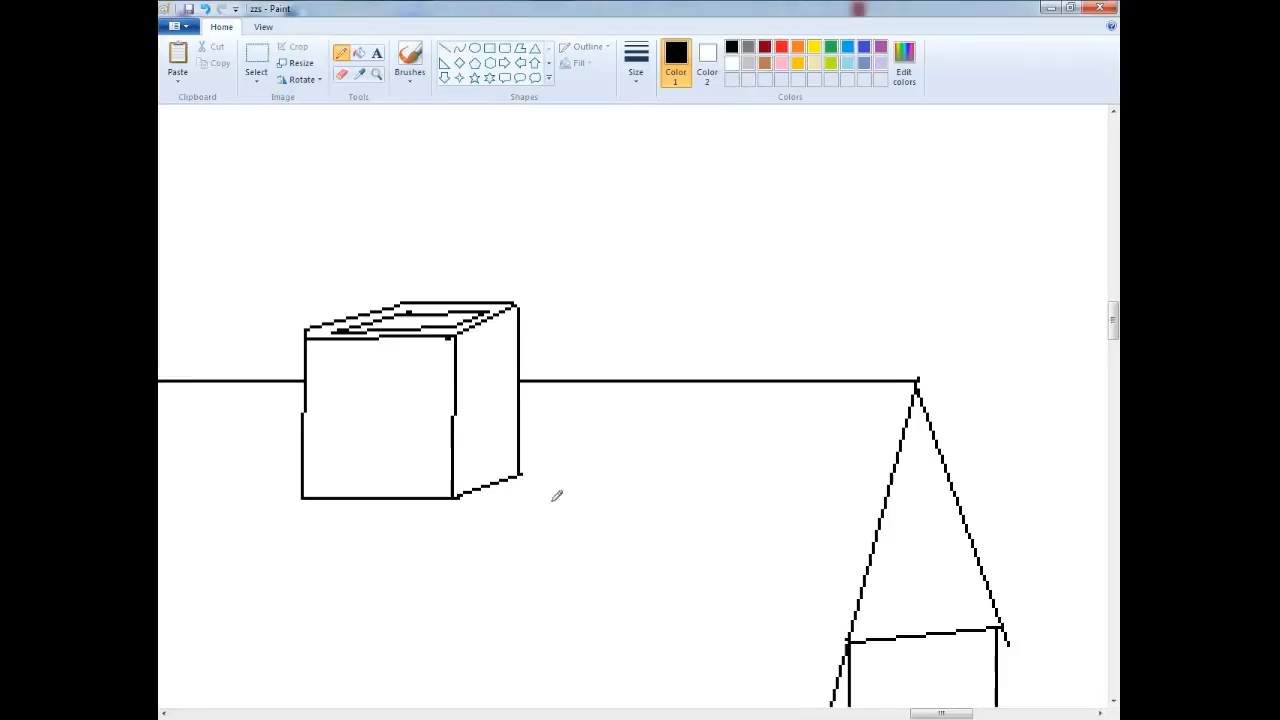 zzs - Paint
Home View
Paste
Cut
Copy
Clipboard
Select
Crop
Resize
Rotate
Image
A
Tools
Brushes
Outline
Fill
Shapes
Size
Color 1
Color 2
Edit colors
Colors